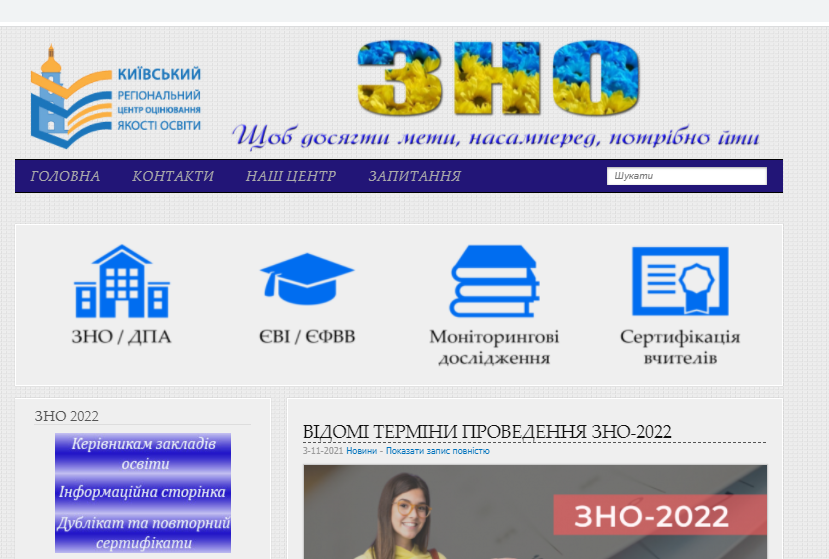 КИЇВСЬКИЙ
РЕГІОНАЛЬНИЙ
ЦЕНТР ОЦІНЮВАННЯ
ЯКОСТІ ОСВІТИ
ЗНО
Щоб досягти мети, насамперед, потрібно йти
ГОЛОВНА КОНТАКТИ НАШ ЦЕНТР ЗАПИТАННЯ Шукати
ЗНО / ДПА
ЄВІ / ЄФВВ
Моніторингові
дослідження
Сертифікація
вчителів
ЗНО 2022
Керівникам закладів
освіти
Інформаційна сторінка
Дублікат та повторний
сертифікати
ВІДОМІ ТЕРМІНИ ПРОВЕДЕННЯ ЗНО-2022
3-11-2021 Новини - Показати запис повністю
ЗНО-2022